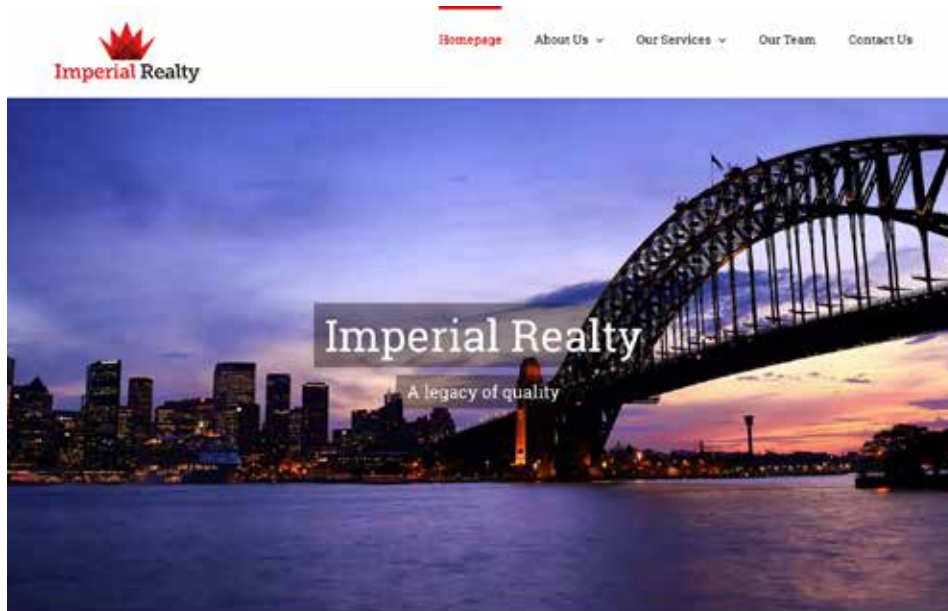 Imperial Realty
Homepage About Us Our Services Our Team Contact Us
Imperial Realty
A legacy of quality